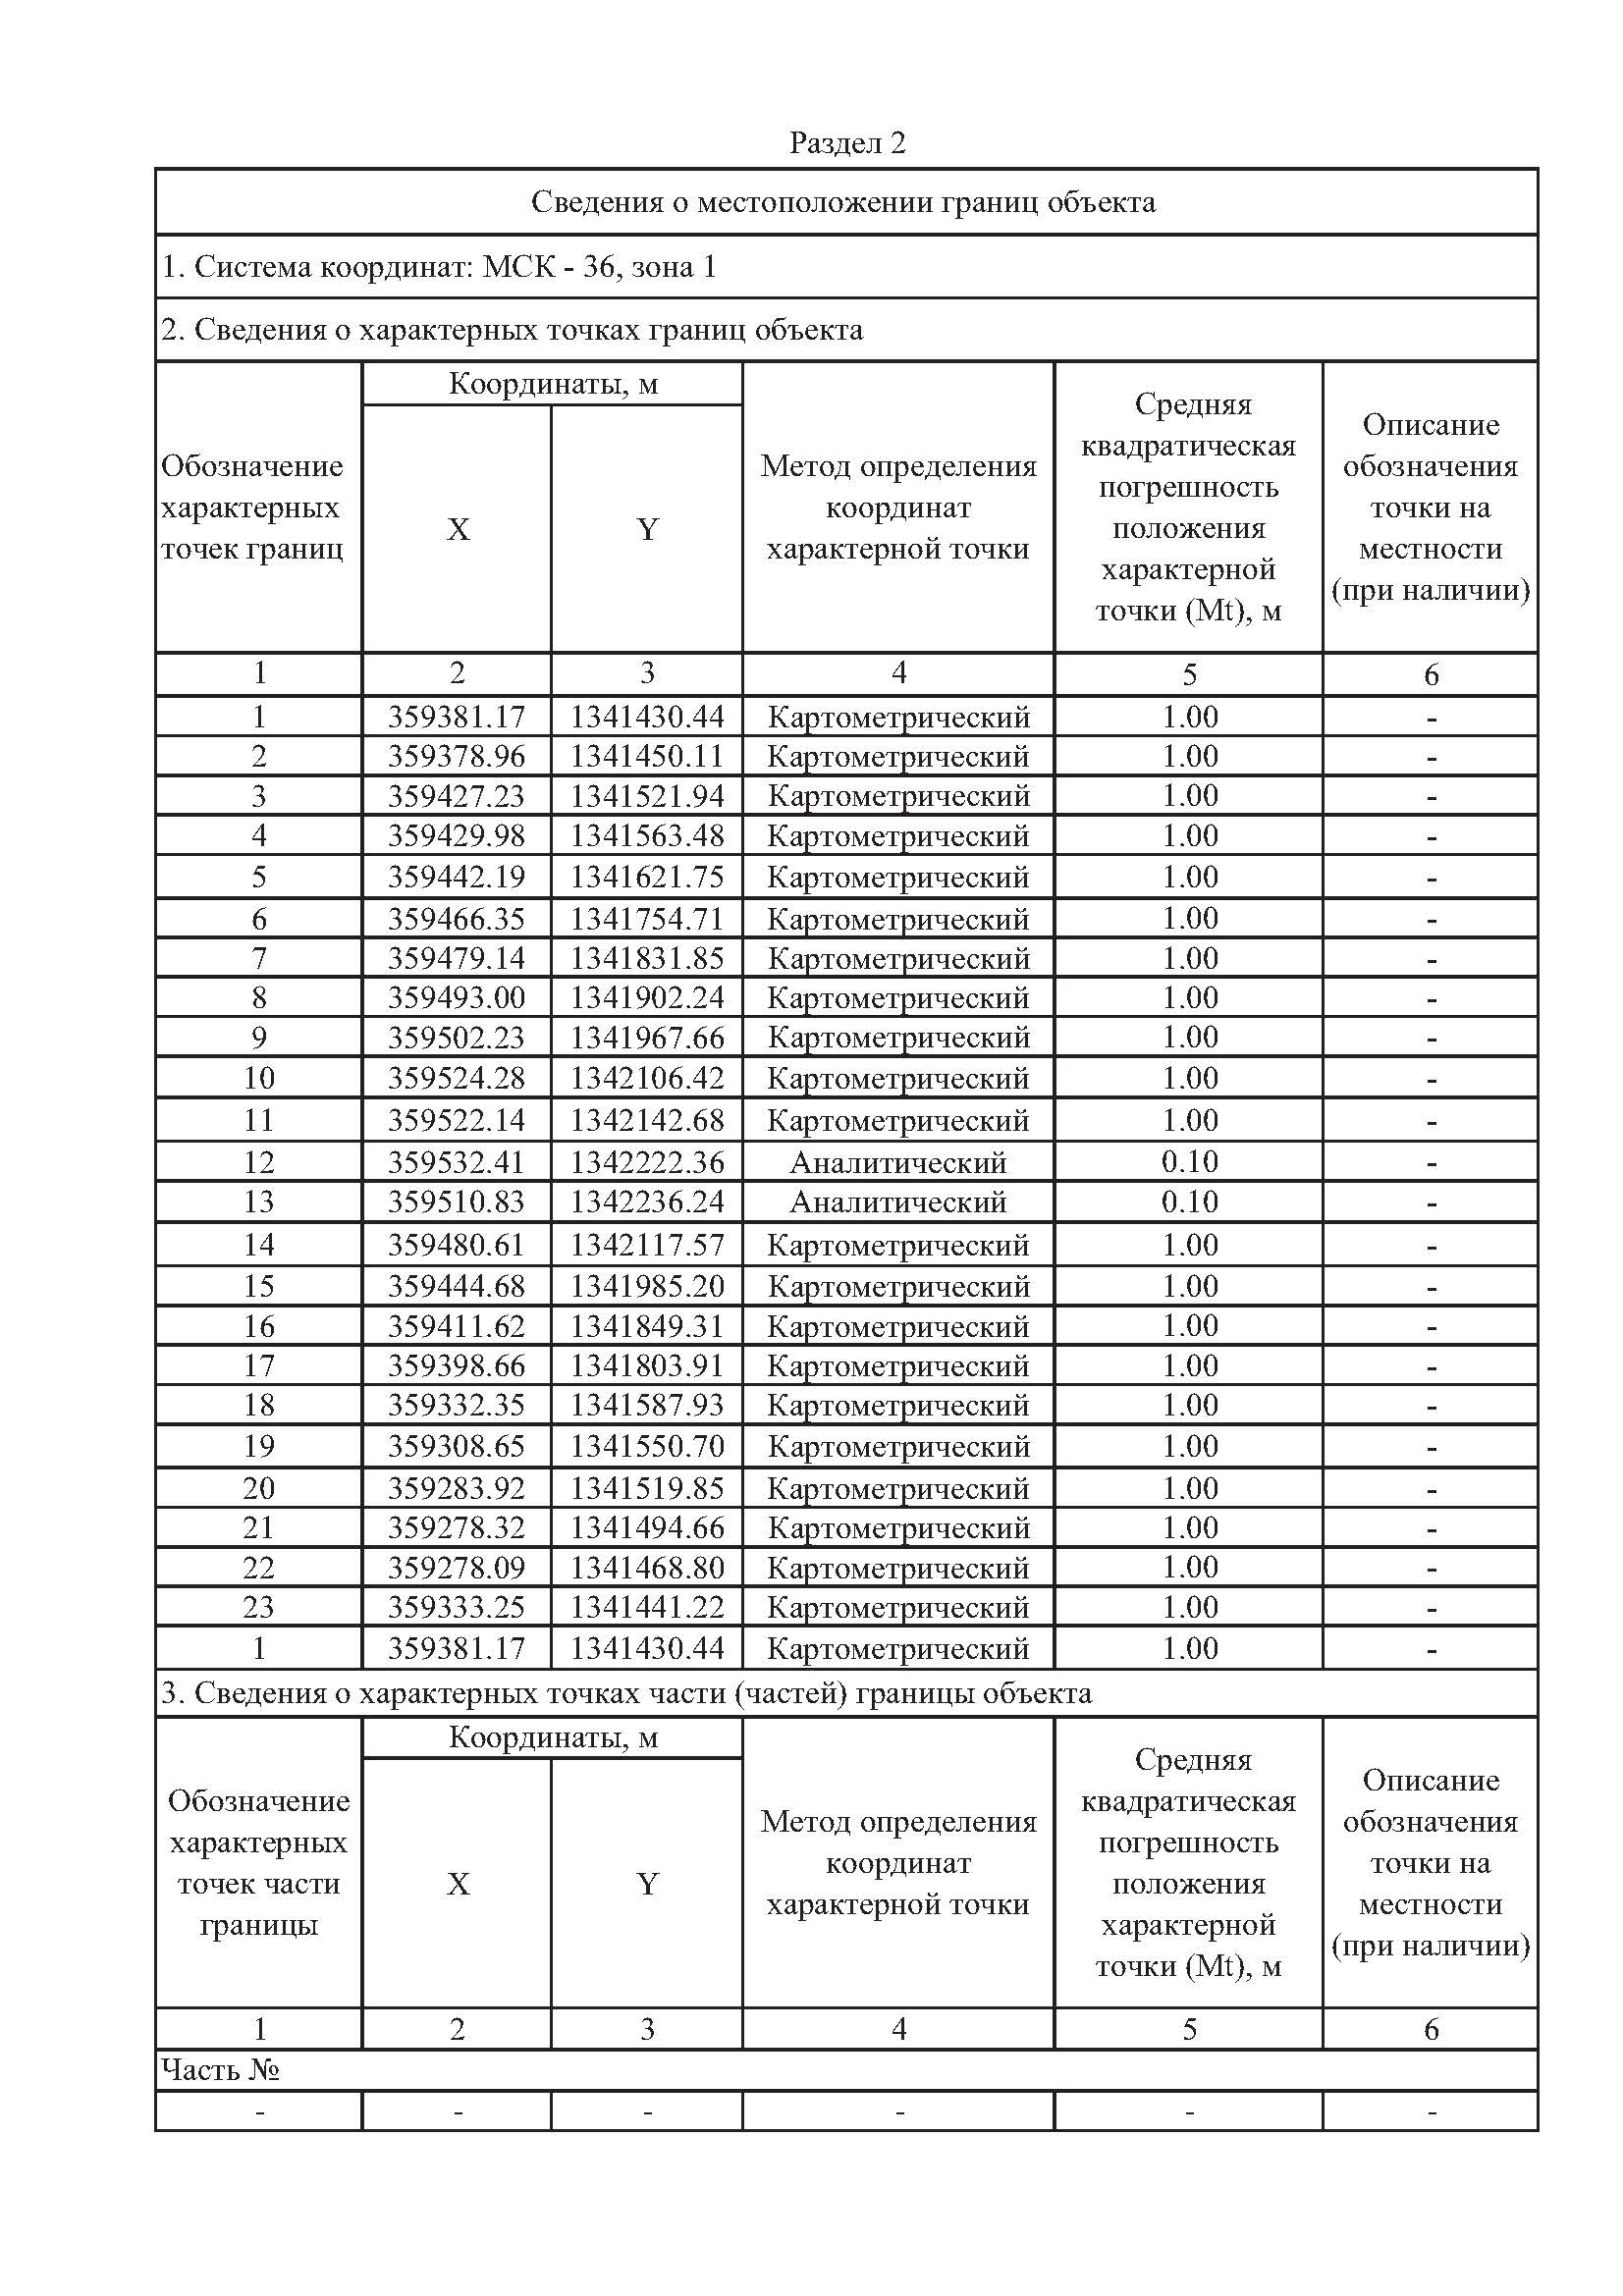 Раздел 2
Сведения о местоположении границ объекта
1. Система координат: МСК - 36, зона 1
2. Сведения о характерных точках границ объекта
Обозначение
характерных
точек границ
Координаты, м
X Y
Метод определения
координат
характерной точки
Средняя
квадратическая
погрешность
положения
характерной
точки (Mt), м
Описание
обозначения
точки на
местности
(при наличии)
1 2 3 4 5 6
1 359381.17 1341430.44 Картометрический 1.00 -
2 359378.96 1341450.11 Картометрический 1.00 -
3 359427.23 1341521.94 Картометрический 1.00 -
4 359429.98 1341563.48 Картометрический 1.00 -
5 359442.19 1341621.75 Картометрический 1.00 -
6 359466.35 1341754.71 Картометрический 1.00 -
7 359479.14 1341831.85 Картометрический 1.00 -
8 359493.00 1341902.24 Картометрический 1.00 -
9 359502.23 1341967.66 Картометрический 1.00 -
10 359524.28 1342106.42 Картометрический 1.00 -
11 359522.14 1342142.68 Картометрический 1.00 -
12 359532.41 1342222.36 Аналитический 0.10 -
13 359510.83 1342236.24 Аналитический 0.10 -
14 359480.61 1342117.57 Картометрический 1.00 -
15 359444.68 1341985.20 Картометрический 1.00 -
16 359411.62 1341849.31 Картометрический 1.00 -
17 359398.66 1341803.91 Картометрический 1.00 -
18 359332.35 1341587.93 Картометрический 1.00 -
19 359308.65 1341550.70 Картометрический 1.00 -
20 359283.92 1341519.85 Картометрический 1.00 -
21 359278.32 1341494.66 Картометрический 1.00 -
22 359278.09 1341468.80 Картометрический 1.00 -
23 359333.25 1341441.22 Картометрический 1.00 -
1 359381.17 1341430.44 Картометрический 1.00 -
3. Сведения о характерных точках части (частей) границы объекта
Обозначение
характерных
точек части
границы
Координаты, м
X Y
Метод определения
координат
характерной точки
Средняя
квадратическая
погрешность
положения
характерной
точки (Mt), м
Описание
обозначения
точки на
местности
(при наличии)
1 2 3 4 5 6
Часть №
- - - - - -